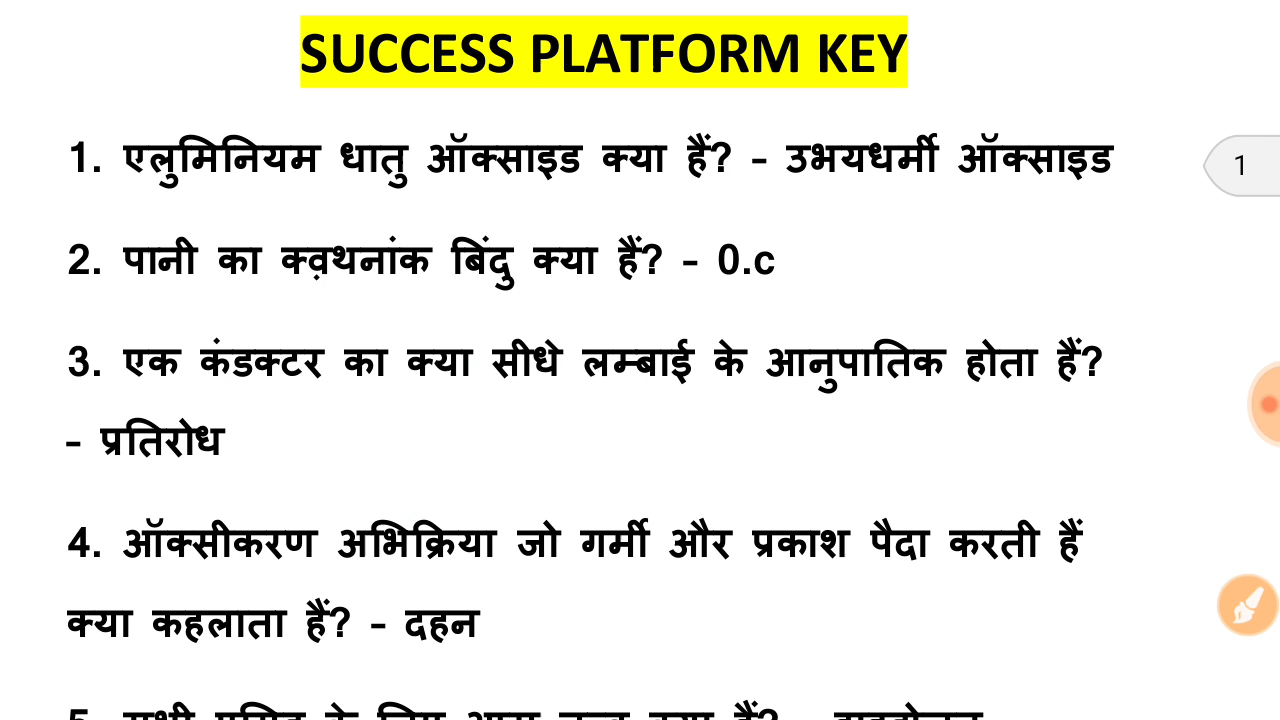 SUCCESS PLATFORM KEY
1. एलुमिनियम धातु ऑक्साइड क्या हैं? – उभयधर्मी ऑक्साइड
1
2. पानी का क्व़थनांक बिंदु क्या हैं? – 0.c
3. एक कंडक्टर का क्या सीधे लम्बाई के आनुपातिक होता हैं?
– प्रतिरोध
4. ऑक्सीकरण अभिक्रिया जो गर्मी और प्रकाश पैदा करती हैं
क्या कहलाता हैं? – दहन